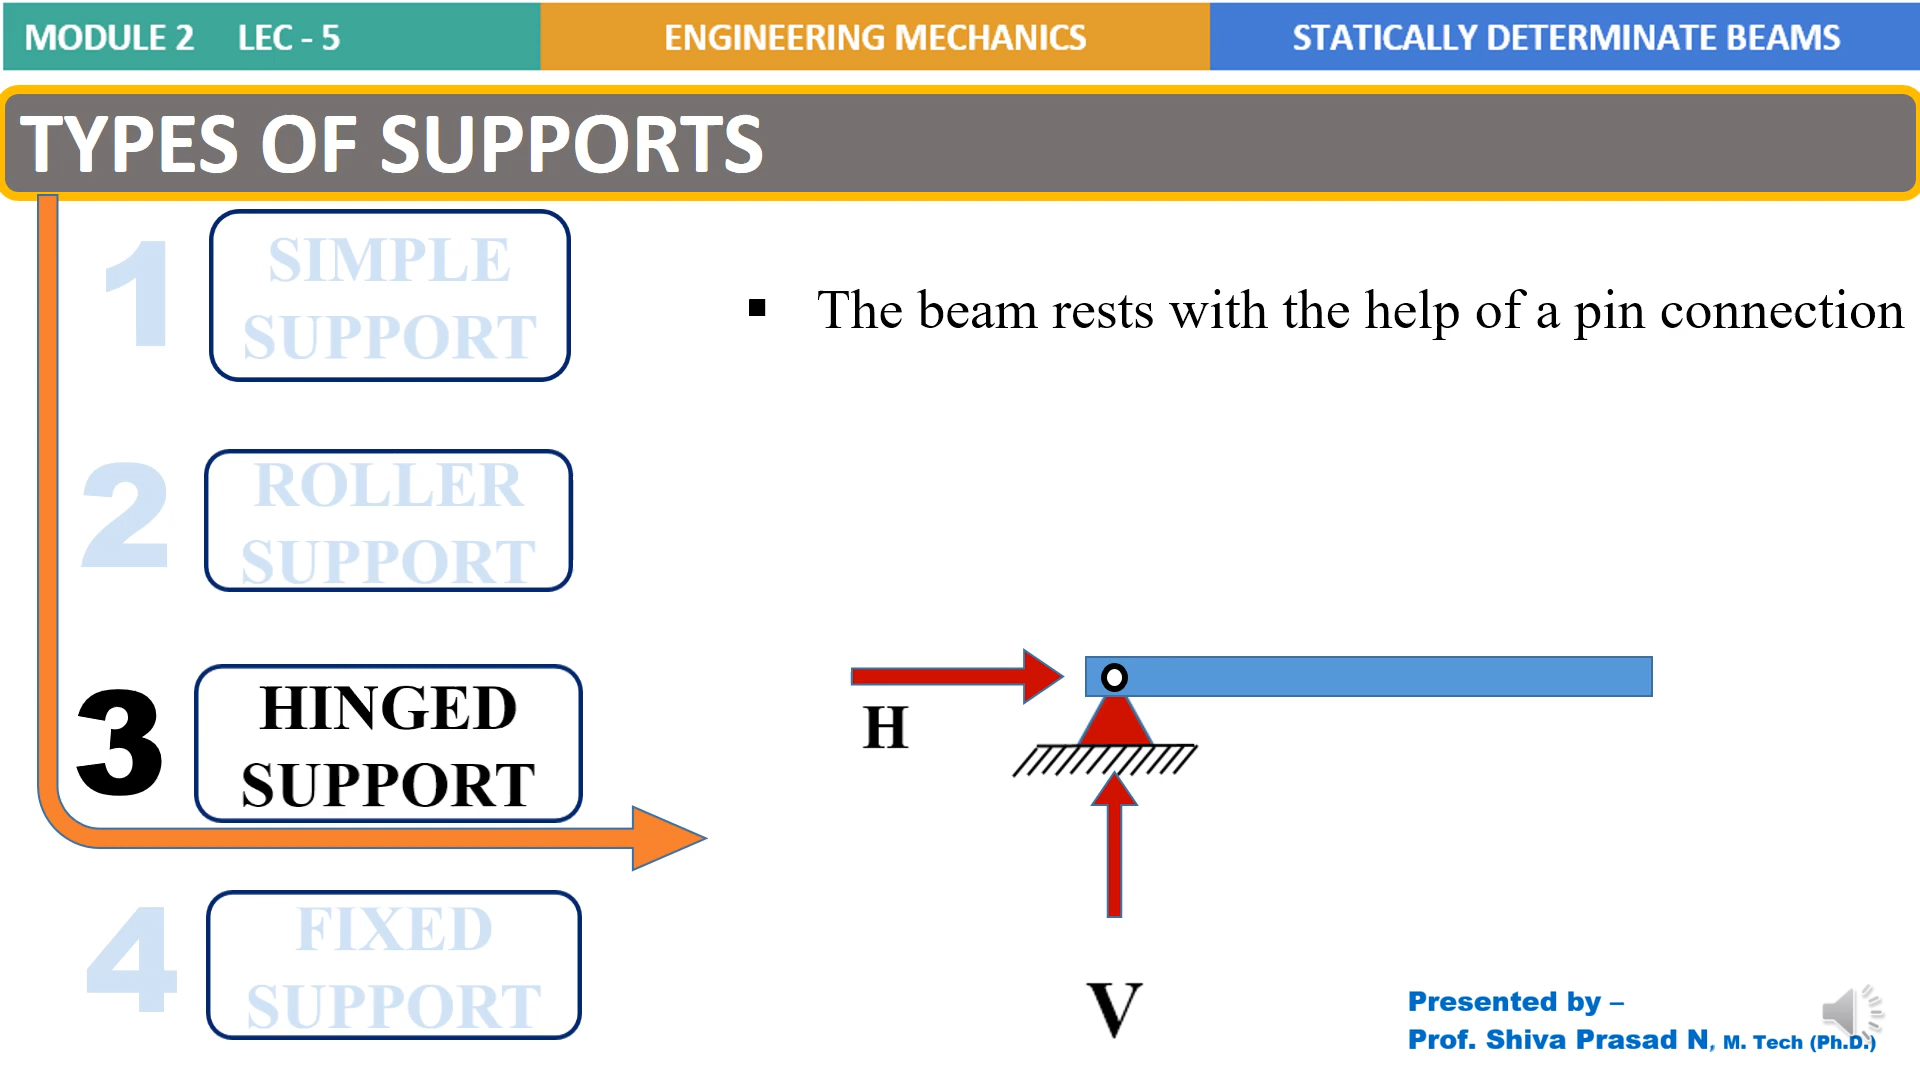 MODULE 2 LEC - 5
ENGINEERING MECHANICS
STATICALLY DETERMINATE BEAMS
TYPES OF SUPPORTS
1
SIMPLE
SUPPORT
2
ROLLER
SUPPORT
3
HINGED
SUPPORT
4
FIXED
SUPPORT
▪ The beam rests with the help of a pin connection
H
V
Presented by –
Prof. Shiva Prasad N, M. Tech (Ph.D.)